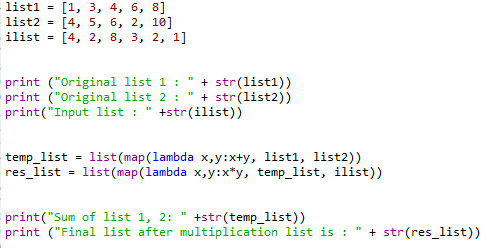 list1 = [1, 3, 4, 6, 8]
list2 = [4, 5, 6, 2, 10]
ilist = [4, 2, 8, 3, 2, 1]
print ("Original list 1 : " + str(list1))
print ("Original list 2 : " + str(list2))
print("Input list : " +str(ilist))
temp_list = list(map(lambda x,y:x+y, list1, list2))
res_list = list(map(lambda x,y:x*y, temp_list, ilist))
print("Sum of list 1, 2: " +str(temp_list))
print ("Final list after multiplication list is : " + str(res_list))